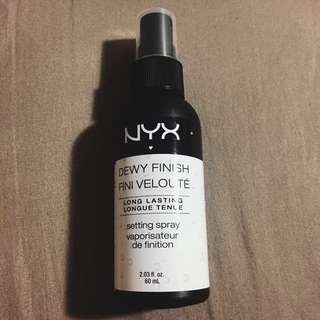 NYX
DEWY FINISH
FINI VELOUTÉ
LONG LASTING
LONGUE TENUE
setting spray
vaporisateur
de finition
2.03 fl. oz.
60 mL